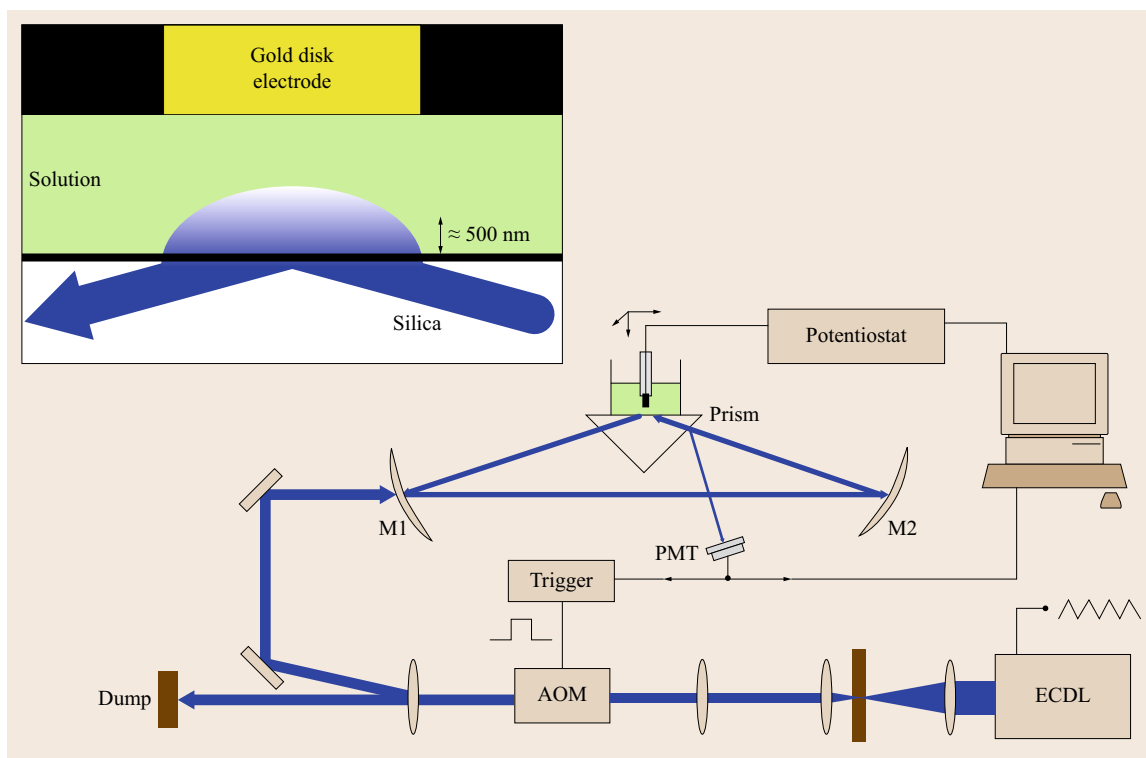 Gold disk
electrode
Solution
≈ 500 nm
Silica
Potentiostat
Prism
M1
M2
PMT
Trigger
Dump
AOM
ECDL